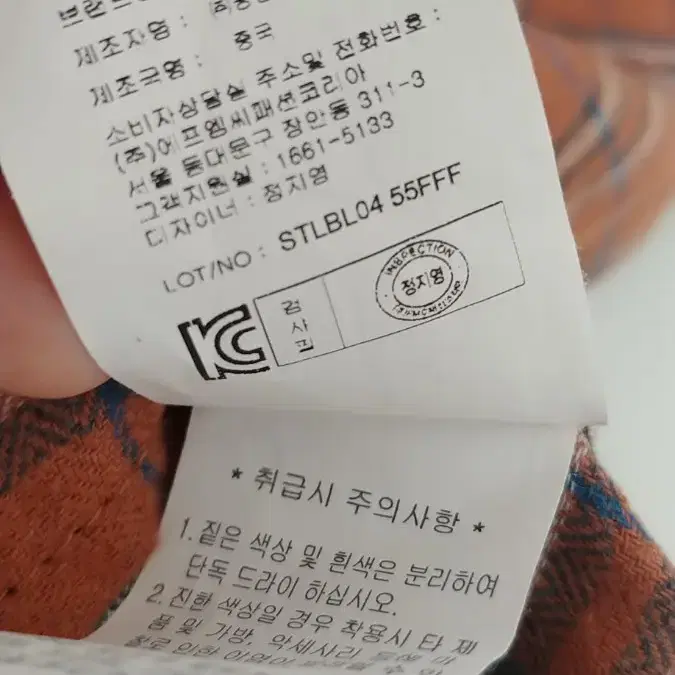 제조자명 :
제조국명 : 중국
소비자상담실 주소및 전화번호 :
(주)에프엠씨패션코리아
서울 동대문구 장안동 311-3
그랙지원실 : 1661-5133
디자이너 : 정지영
LOT/NO : STLBL04 55FFF
INSPECTION
정지영
검사필
* 취급시 주의사항 *
1. 짙은 색상 및 흰색은 분리하여
단독 드라이 하십시오.
2. 진한 색상일 경우 착용시 타 제
품 및 가방, 악세사리